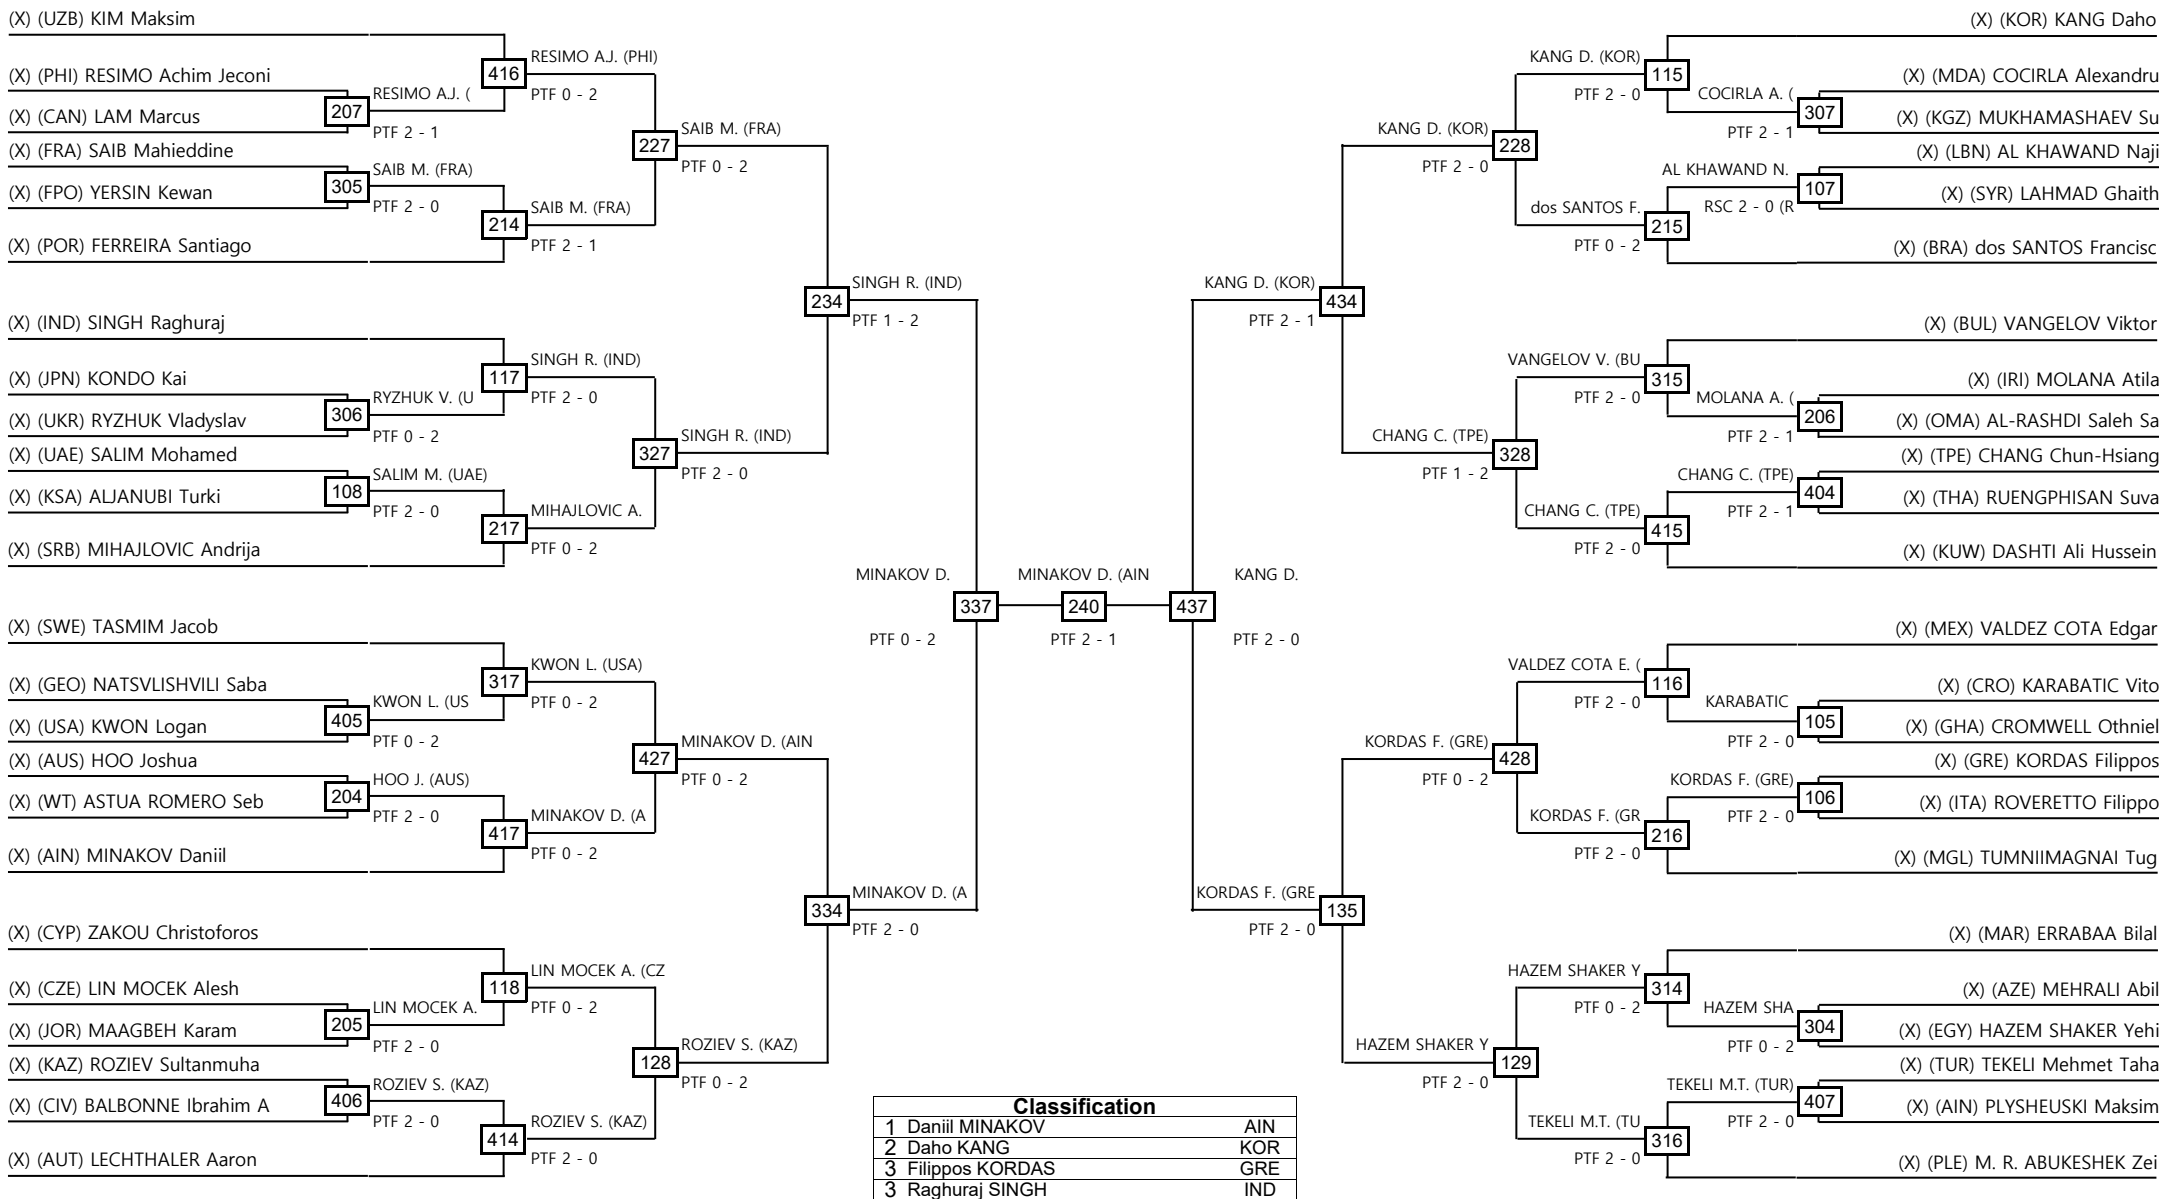 (X) (UZB) KIM Maksim
(X) (PHI) RESIMO Achim Jeconi
(X) (CAN) LAM Marcus
(X) (FRA) SAIB Mahieddine
(X) (FPO) YERSIN Kewan
(X) (POR) FERREIRA Santiago
(X) (IND) SINGH Raghuraj
(X) (JPN) KONDO Kai
(X) (UKR) RYZHUK Vladyslav
(X) (UAE) SALIM Mohamed
(X) (KSA) ALJANUBI Turki
(X) (SRB) MIHAJLOVIC Andrija
(X) (SWE) TASMIM Jacob
(X) (GEO) NATSVLISHVILI Saba
(X) (USA) KWON Logan
(X) (AUS) HOO Joshua
(X) (WT) ASTUA ROMERO Seb
(X) (AIN) MINAKOV Daniil
(X) (CYP) ZAKOU Christoforos
(X) (CZE) LIN MOCEK Alesh
(X) (JOR) MAAGBEH Karam
(X) (KAZ) ROZIEV Sultanmuha
(X) (CIV) BALBONNE Ibrahim A
(X) (AUT) LECHTHALER Aaron
207
RESIMO A.J. (
PTF 2 - 1
305
SAIB M. (FRA)
PTF 2 - 0
306
RYZHUK V. (U
PTF 0 - 2
108
SALIM M. (UAE)
PTF 2 - 0
405
KWON L. (US
PTF 0 - 2
204
HOO J. (AUS)
PTF 2 - 0
205
LIN MOCEK A.
PTF 2 - 0
406
ROZIEV S. (KAZ)
PTF 2 - 0
416
RESIMO A.J. (PHI)
PTF 0 - 2
214
SAIB M. (FRA)
PTF 2 - 1
117
SINGH R. (IND)
PTF 2 - 0
217
MIHAJLOVIC A.
PTF 0 - 2
317
KWON L. (USA)
PTF 0 - 2
417
MINAKOV D. (A
PTF 0 - 2
118
LIN MOCEK A. (CZ
PTF 0 - 2
414
ROZIEV S. (KAZ)
PTF 2 - 0
227
SAIB M. (FRA)
PTF 0 - 2
327
SINGH R. (IND)
PTF 2 - 0
427
MINAKOV D. (AIN
PTF 0 - 2
128
ROZIEV S. (KAZ)
PTF 0 - 2
234
SINGH R. (IND)
PTF 1 - 2
334
MINAKOV D. (A
PTF 2 - 0
MINAKOV D.
337
PTF 0 - 2
MINAKOV D. (AIN
240
PTF 2 - 1
KANG D.
437
PTF 2 - 0
KANG D. (KOR)
434
PTF 2 - 1
KORDAS F. (GRE
135
PTF 2 - 0
KANG D. (KOR)
228
PTF 2 - 0
CHANG C. (TPE)
328
PTF 1 - 2
KORDAS F. (GRE)
428
PTF 0 - 2
HAZEM SHAKER Y
129
PTF 2 - 0
KANG D. (KOR)
115
PTF 2 - 0
dos SANTOS F.
215
PTF 0 - 2
VANGELOV V. (BU
315
PTF 2 - 0
CHANG C. (TPE)
415
PTF 2 - 0
VALDEZ COTA E. (
116
PTF 2 - 0
KORDAS F. (GR
216
PTF 2 - 0
HAZEM SHAKER Y
314
PTF 0 - 2
TEKELI M.T. (TU
316
PTF 2 - 0
COCIRLA A. (
307
PTF 2 - 1
AL KHAWAND N.
107
RSC 2 - 0 (R
MOLANA A. (
206
PTF 2 - 1
CHANG C. (TPE)
404
PTF 2 - 1
KARABATIC
105
PTF 2 - 0
KORDAS F. (GRE)
106
PTF 2 - 0
HAZEM SHA
304
PTF 0 - 2
TEKELI M.T. (TUR)
407
PTF 2 - 0
(X) (KOR) KANG Daho
(X) (MDA) COCIRLA Alexandru
(X) (KGZ) MUKHAMASHAEV Su
(X) (LBN) AL KHAWAND Naji
(X) (SYR) LAHMAD Ghaith
(X) (BRA) dos SANTOS Francisc
(X) (BUL) VANGELOV Viktor
(X) (IRI) MOLANA Atila
(X) (OMA) AL-RASHDI Saleh Sa
(X) (TPE) CHANG Chun-Hsiang
(X) (THA) RUENGPHISAN Suva
(X) (KUW) DASHTI Ali Hussein
(X) (MEX) VALDEZ COTA Edgar
(X) (CRO) KARABATIC Vito
(X) (GHA) CROMWELL Othniel
(X) (GRE) KORDAS Filippos
(X) (ITA) ROVERETTO Filippo
(X) (MGL) TUMNIIMAGNAI Tug
(X) (MAR) ERRABAA Bilal
(X) (AZE) MEHRALI Abil
(X) (EGY) HAZEM SHAKER Yehi
(X) (TUR) TEKELI Mehmet Taha
(X) (AIN) PLYSHEUSKI Maksim
(X) (PLE) M. R. ABUKESHEK Zei
Classification
1 Daniil MINAKOV AIN
2 Daho KANG KOR
3 Filippos KORDAS GRE
3 Raghuraj SINGH IND